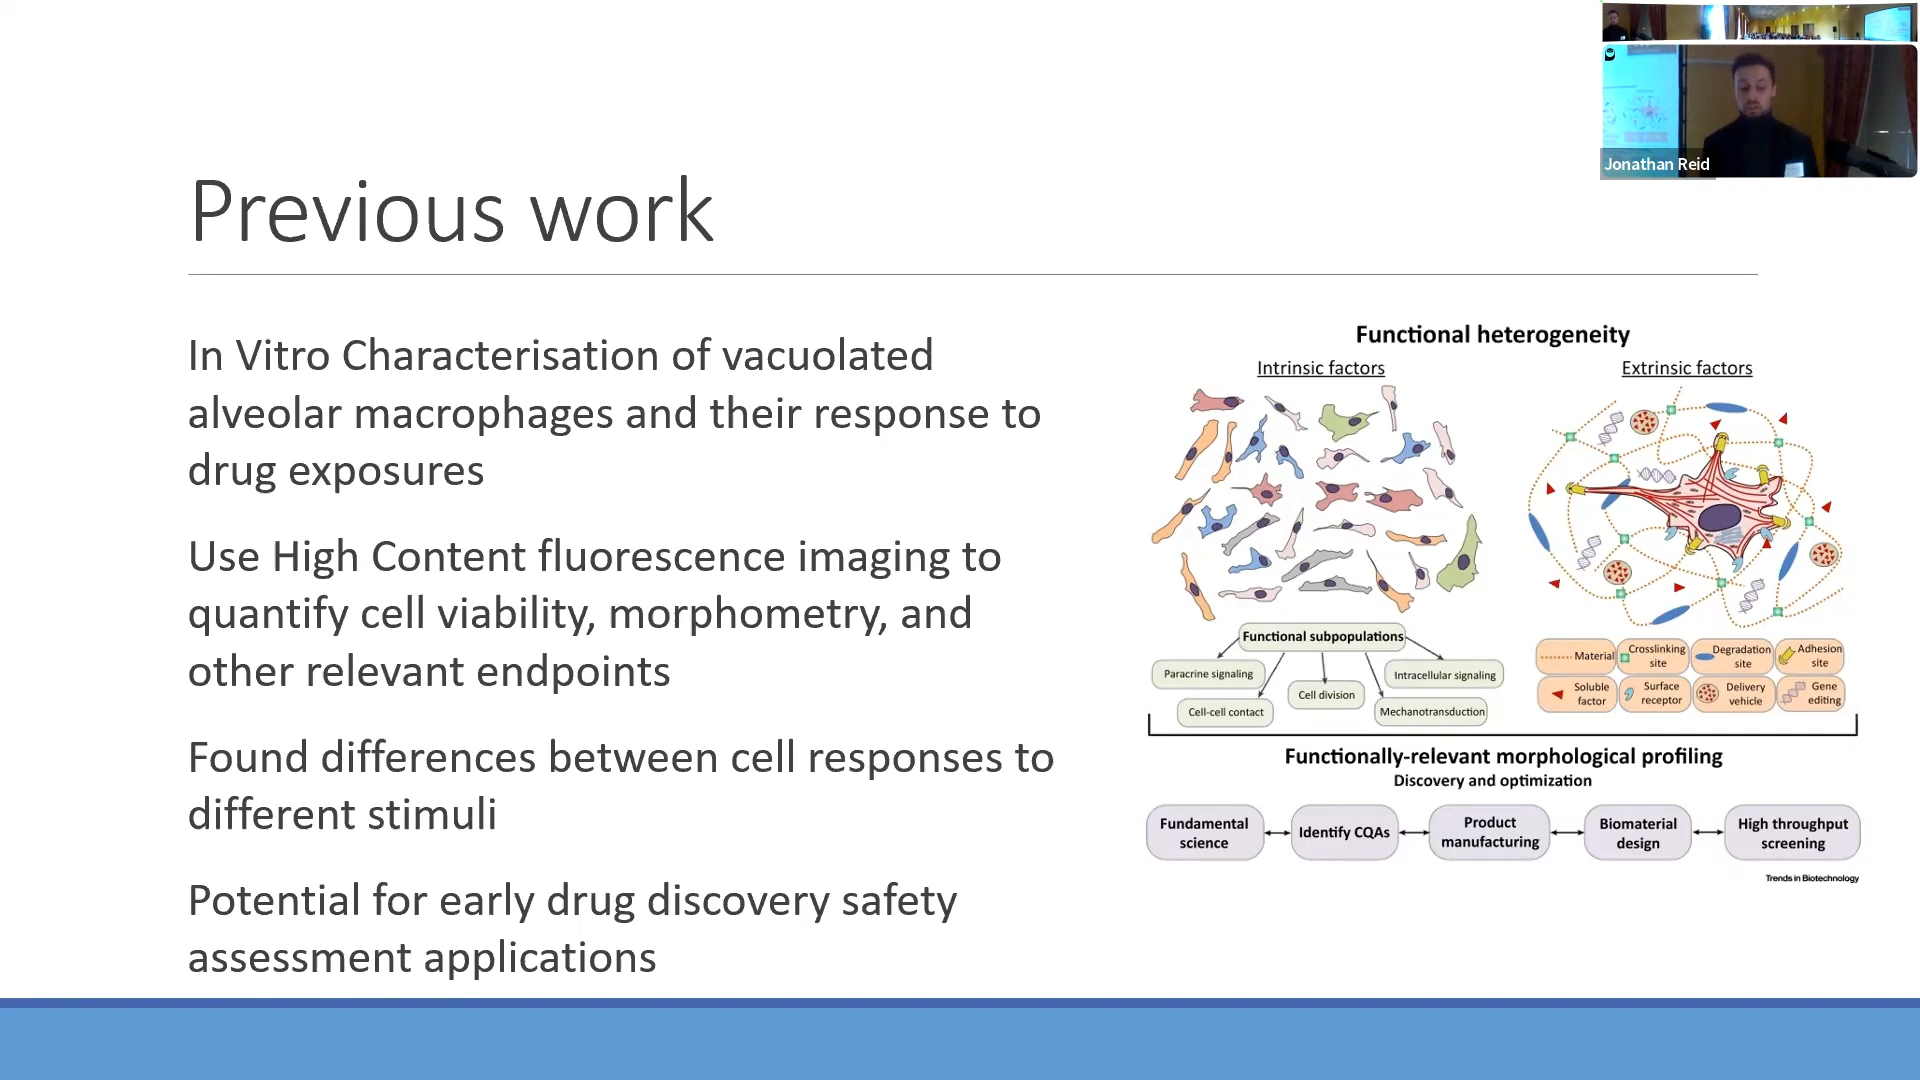 Jonathan Reid
Previous work
In Vitro Characterisation of vacuolated
alveolar macrophages and their response to
drug exposures
Use High Content fluorescence imaging to
quantify cell viability, morphometry, and
other relevant endpoints
Found differences between cell responses to
different stimuli
Potential for early drug discovery safety
assessment applications
Functional heterogeneity
Intrinsic factors
Extrinsic factors
Functional subpopulations
Paracrine signaling
Intracellular signaling
Cell division
Cell-cell contact
Mechanotransduction
Material
Crosslinking
site
Degradation
site
Adhesion
site
Soluble
factor
Surface
receptor
Delivery
vehicle
Gene
editing
Functionally-relevant morphological profiling
Discovery and optimization
Fundamental
science
Identify CQAs
Product
manufacturing
Biomaterial
design
High throughput
screening
Trends in Biotechnology